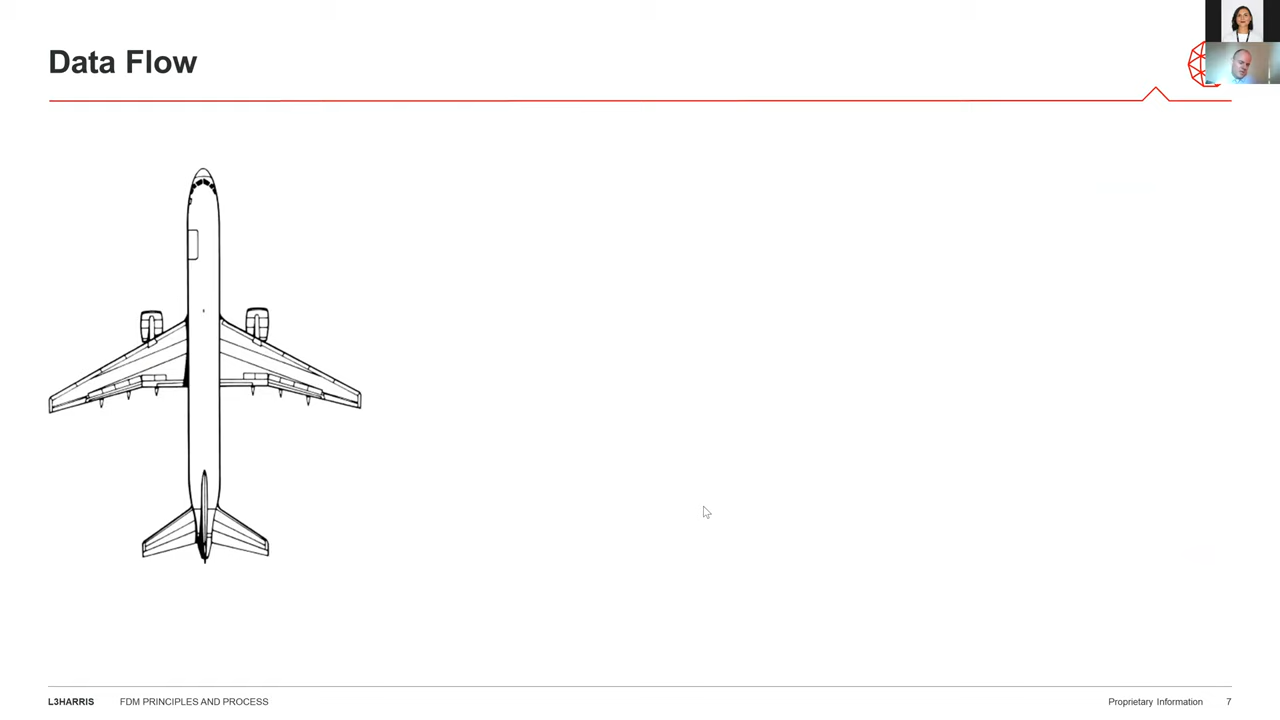 Data Flow
L3HARRIS FDM PRINCIPLES AND PROCESS Proprietary Information 7